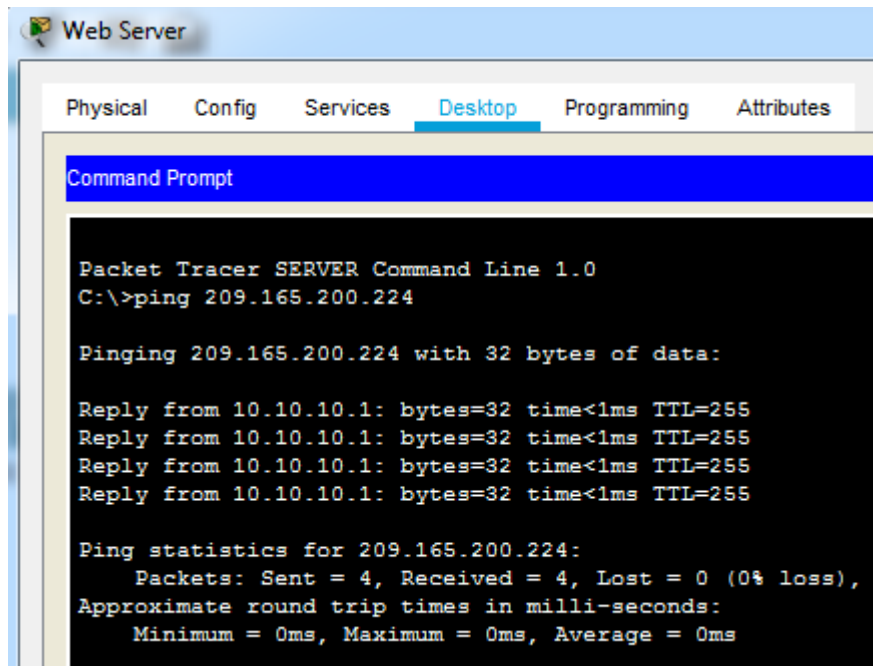 Web Server
Physical Config Services Desktop Programming Attributes
Command Prompt
Packet Tracer SERVER Command Line 1.0
C:\>ping 209.165.200.224
Pinging 209.165.200.224 with 32 bytes of data:
Reply from 10.10.10.1: bytes=32 time<1ms TTL=255
Reply from 10.10.10.1: bytes=32 time<1ms TTL=255
Reply from 10.10.10.1: bytes=32 time<1ms TTL=255
Reply from 10.10.10.1: bytes=32 time<1ms TTL=255
Ping statistics for 209.165.200.224:
Packets: Sent = 4, Received = 4, Lost = 0 (0% loss),
Approximate round trip times in milli-seconds:
Minimum = 0ms, Maximum = 0ms, Average = 0ms